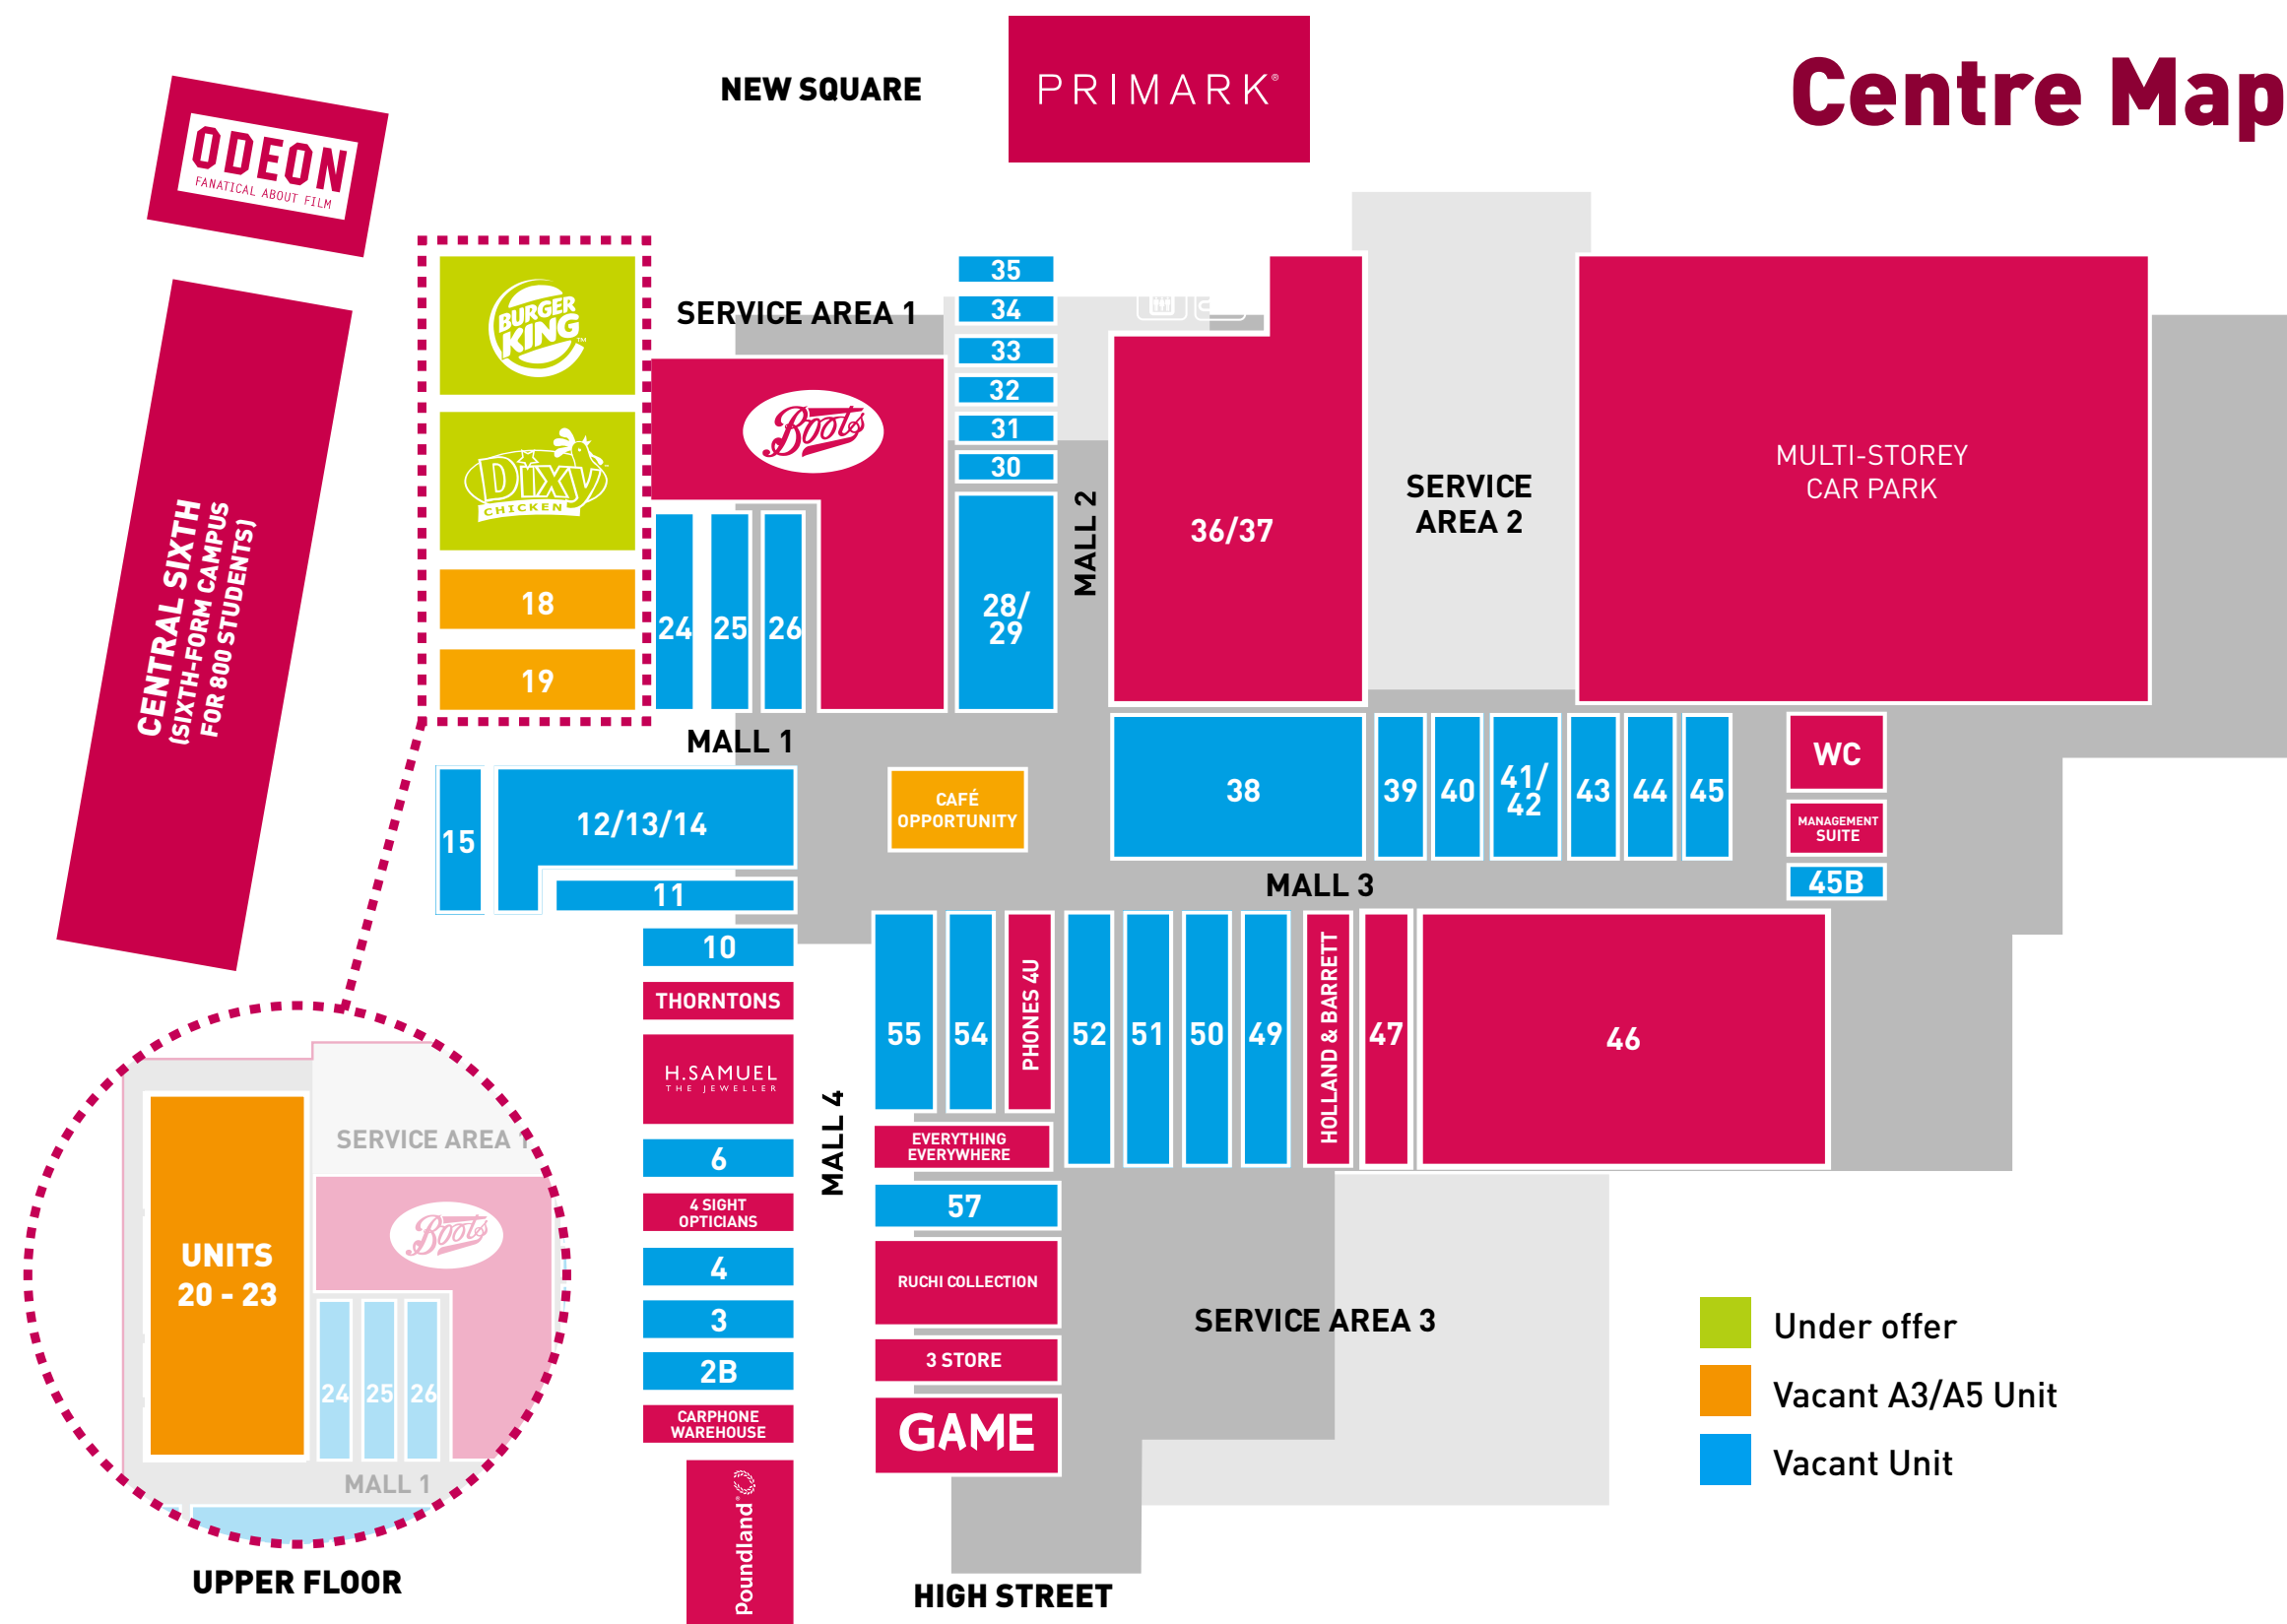 Centre Map
NEW SQUARE
PRIMARK®
ODEON
FANATICAL ABOUT FILM
CENTRAL SIXTH
(SIXTH-FORM CAMPUS
FOR 800 STUDENTS)
BURGER
KING™
Dixy
CHICKEN
18
19
SERVICE AREA 1
Boots
24
25
26
35
34
33
32
31
30
28/
29
MALL 2
36/37
SERVICE
AREA 2
MULTI-STOREY
CAR PARK
MALL 1
15
12/13/14
11
CAFÉ
OPPORTUNITY
38
39
40
41/
42
43
44
45
WC
MANAGEMENT
SUITE
45B
MALL 3
10
THORNTONS
H.SAMUEL
THE JEWELLER
6
4 SIGHT
OPTICIANS
4
3
2B
CARPHONE
WAREHOUSE
Poundland®
MALL 4
55
54
PHONES 4U
52
51
50
49
HOLLAND & BARRETT
47
46
EVERYTHING
EVERYWHERE
57
RUCHI COLLECTION
3 STORE
GAME
SERVICE AREA 3
HIGH STREET
UNITS
20 - 23
SERVICE AREA 1
Boots
24
25
26
MALL 1
UPPER FLOOR
Under offer
Vacant A3/A5 Unit
Vacant Unit